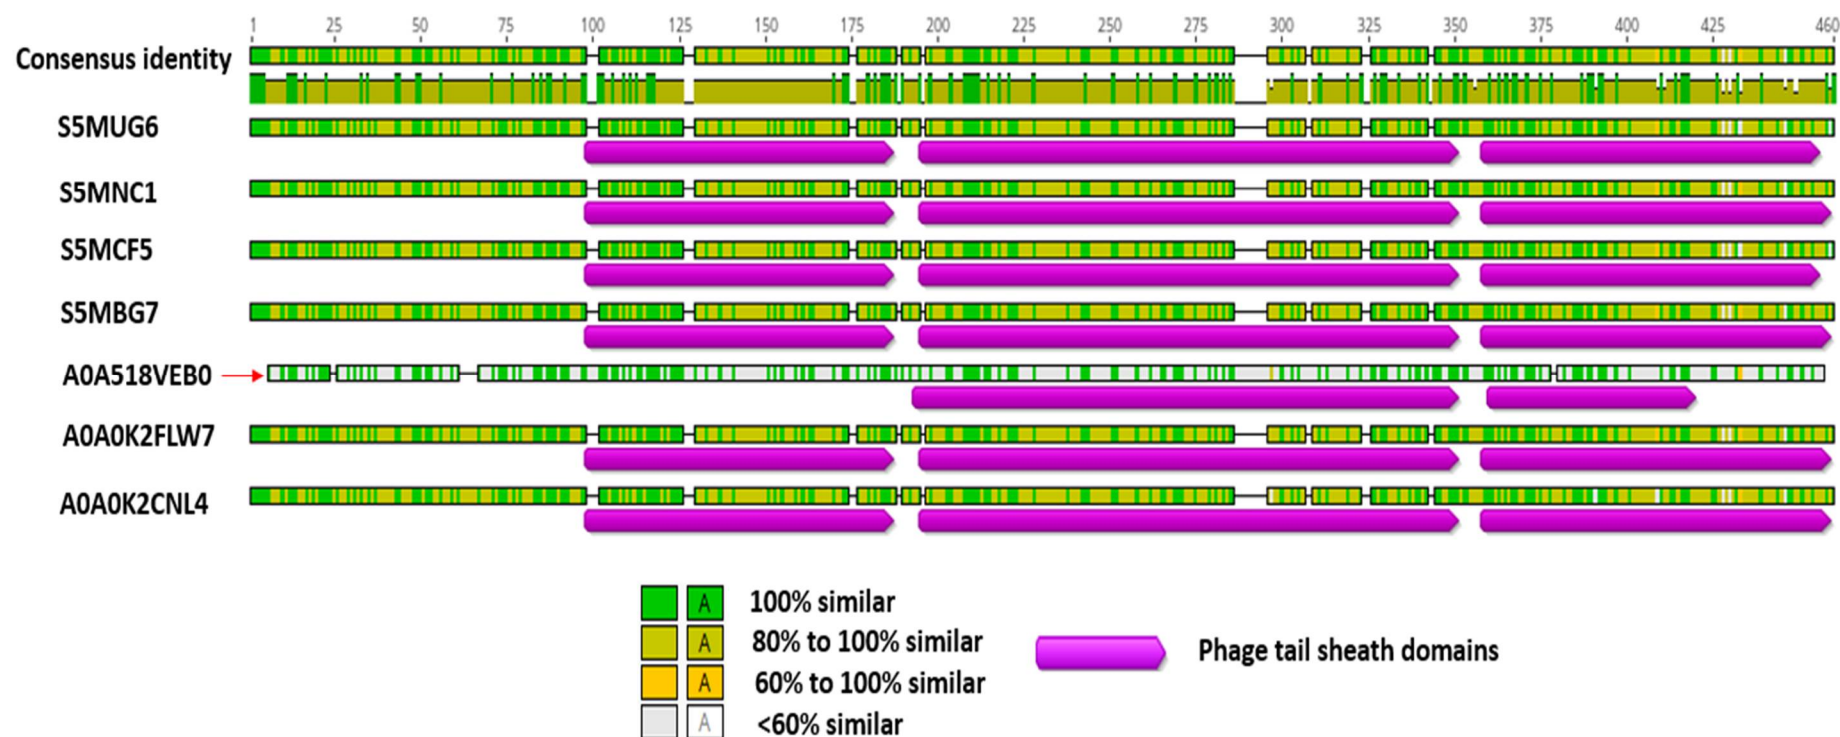 1 25 50 75 100 125 150 175 200 225 250 275 300 325 350 375 400 425 460
Consensus identity
S5MUG6
S5MNC1
S5MCF5
S5MBG7
A0A518VEB0
A0A0K2FLW7
A0A0K2CNL4
A 100% similar
A 80% to 100% similar
A 60% to 100% similar
A <60% similar
Phage tail sheath domains